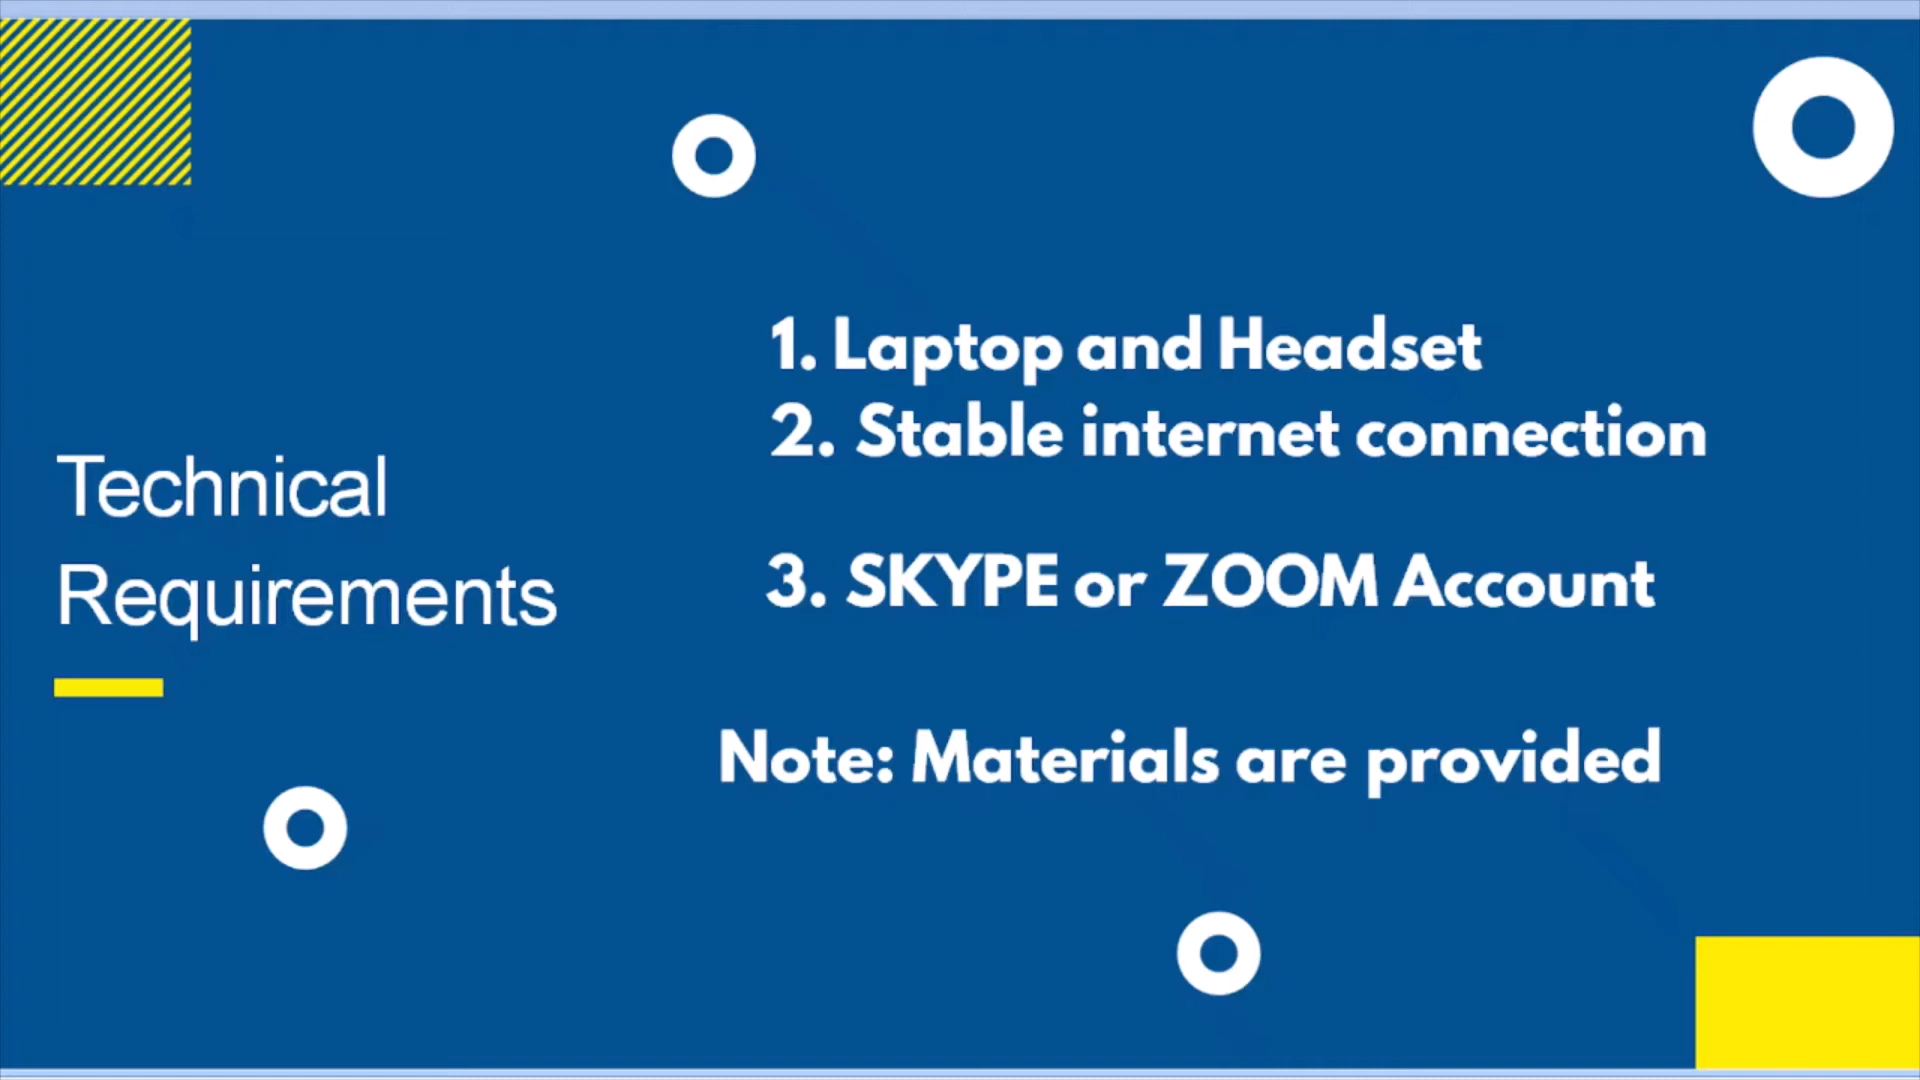 Technical
Requirements
1. Laptop and Headset
2. Stable internet connection
3. SKYPE or ZOOM Account
Note: Materials are provided